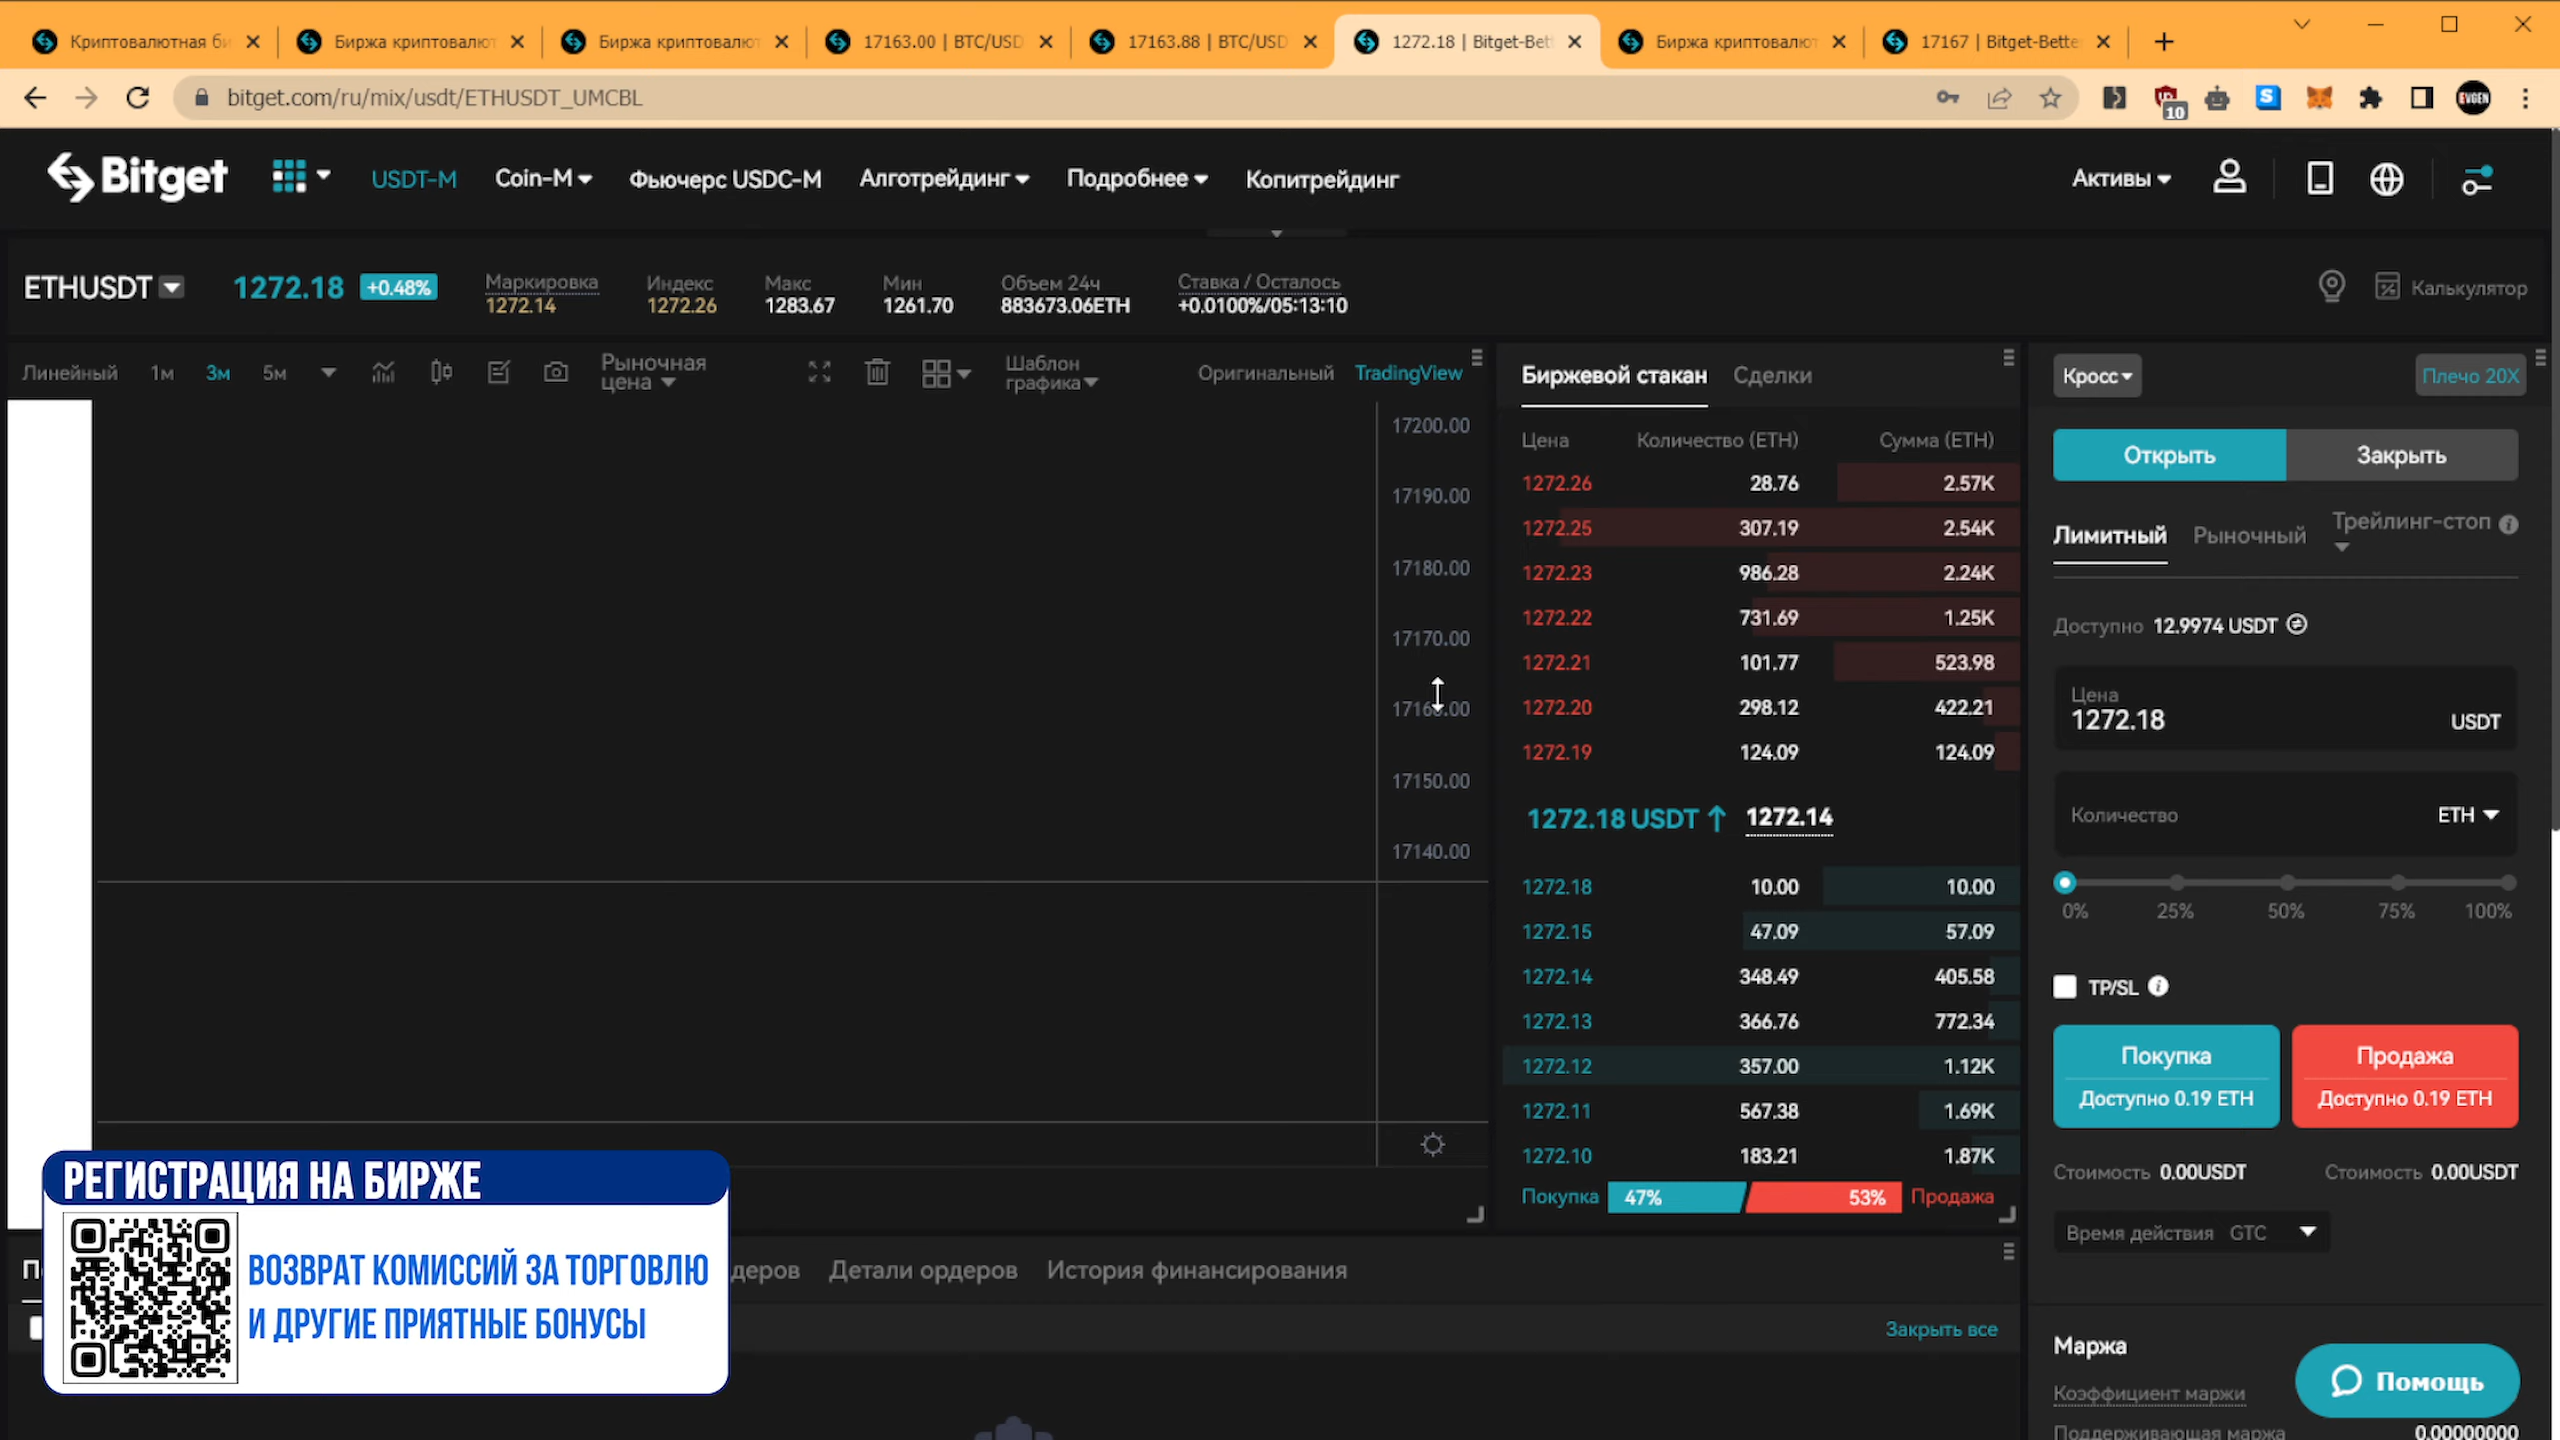 Криптовалютная би
Биржа криптовалют
Биржа криптовалют
17163.00 | BTC/USD
17163.88 | BTC/USD
1272.18 | Bitget-Bett
Биржа криптовалют
17167 | Bitget-Bette
bitget.com/ru/mix/usdt/ETHUSDT_UMCBL
10
EVGEN
Bitget
USDT-M
Coin-M
Фьючерс USDC-M
Алготрейдинг
Подробнее
Копитрейдинг
Активы
ETHUSDT
1272.18
+0.48%
Маркировка
1272.14
Индекс
1272.26
Макс
1283.67
Мин
1261.70
Объем 24ч
883673.06ETH
Ставка / Осталось
+0.0100%/05:13:10
Калькулятор
Линейный 1м 3м 5м
Рыночная
цена
Шаблон
графика
Оригинальный TradingView
17200.00
17190.00
17180.00
17170.00
17160.00
17150.00
17140.00
Биржевой стакан Сделки
Цена Количество (ETH) Сумма (ETH)
1272.26 28.76 2.57K
1272.25 307.19 2.54K
1272.23 986.28 2.24K
1272.22 731.69 1.25K
1272.21 101.77 523.98
1272.20 298.12 422.21
1272.19 124.09 124.09
1272.18 USDT 1272.14
1272.18 10.00 10.00
1272.15 47.09 57.09
1272.14 348.49 405.58
1272.13 366.76 772.34
1272.12 357.00 1.12K
1272.11 567.38 1.69K
1272.10 183.21 1.87K
Покупка 47% 53% Продажа
Кросс
Плечо 20X
Открыть Закрыть
Лимитный Рыночный Трейлинг-стоп
Доступно 12.9974 USDT
Цена
1272.18 USDT
Количество ETH
0% 25% 50% 75% 100%
TP/SL
Покупка
Доступно 0.19 ETH
Продажа
Доступно 0.19 ETH
Стоимость 0.00USDT
Стоимость 0.00USDT
Время действия GTC
Маржа
Коэффициент маржи
Поддерживающая маржа 0.00000000
Помощь
деров Детали ордеров История финансирования
Закрыть все
РЕГИСТРАЦИЯ НА БИРЖЕ
ВОЗВРАТ КОМИССИЙ ЗА ТОРГОВЛЮ
И ДРУГИЕ ПРИЯТНЫЕ БОНУСЫ